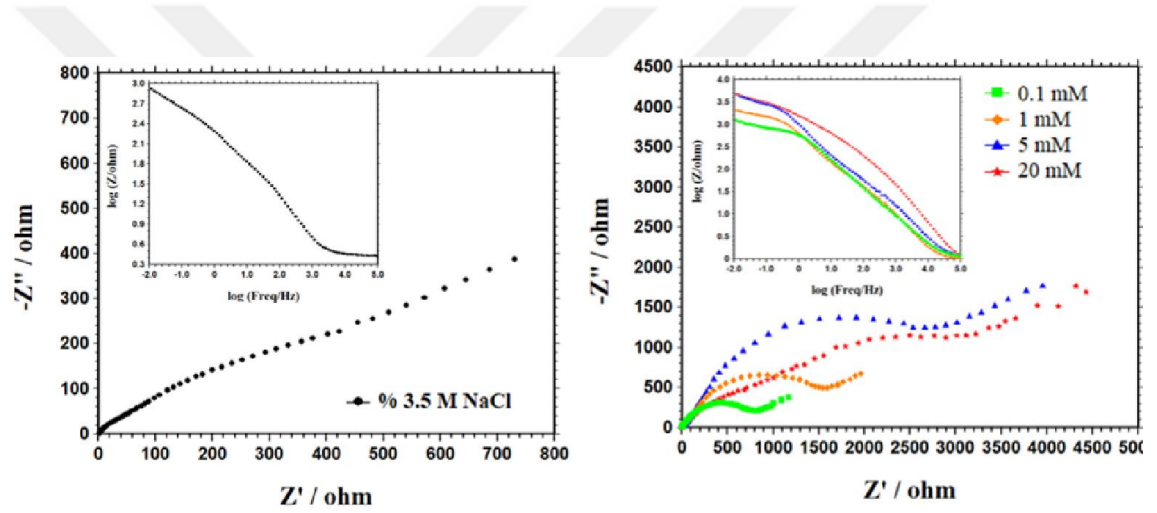 800
700
600
500
400
300
200
100
0
-Z'' / ohm
0 100 200 300 400 500 600 700 800
Z' / ohm
% 3.5 M NaCl
3.0
2.7
2.4
2.1
1.8
1.5
1.2
0.9
0.6
0.3
log (Z/ohm)
-2.0 -1.0 0 1.0 2.0 3.0 4.0 5.0
log (Freq/Hz)
4500
4000
3500
3000
2500
2000
1500
1000
500
0
-Z'' / ohm
0 500 1000 1500 2000 2500 3000 3500 4000 4500 5000
Z' / ohm
0.1 mM
1 mM
5 mM
20 mM
4.0
3.5
3.0
2.5
2.0
1.5
1.0
0.5
0
log (Z/ohm)
-2.0 -1.0 0 1.0 2.0 3.0 4.0 5.0
log (Freq/Hz)